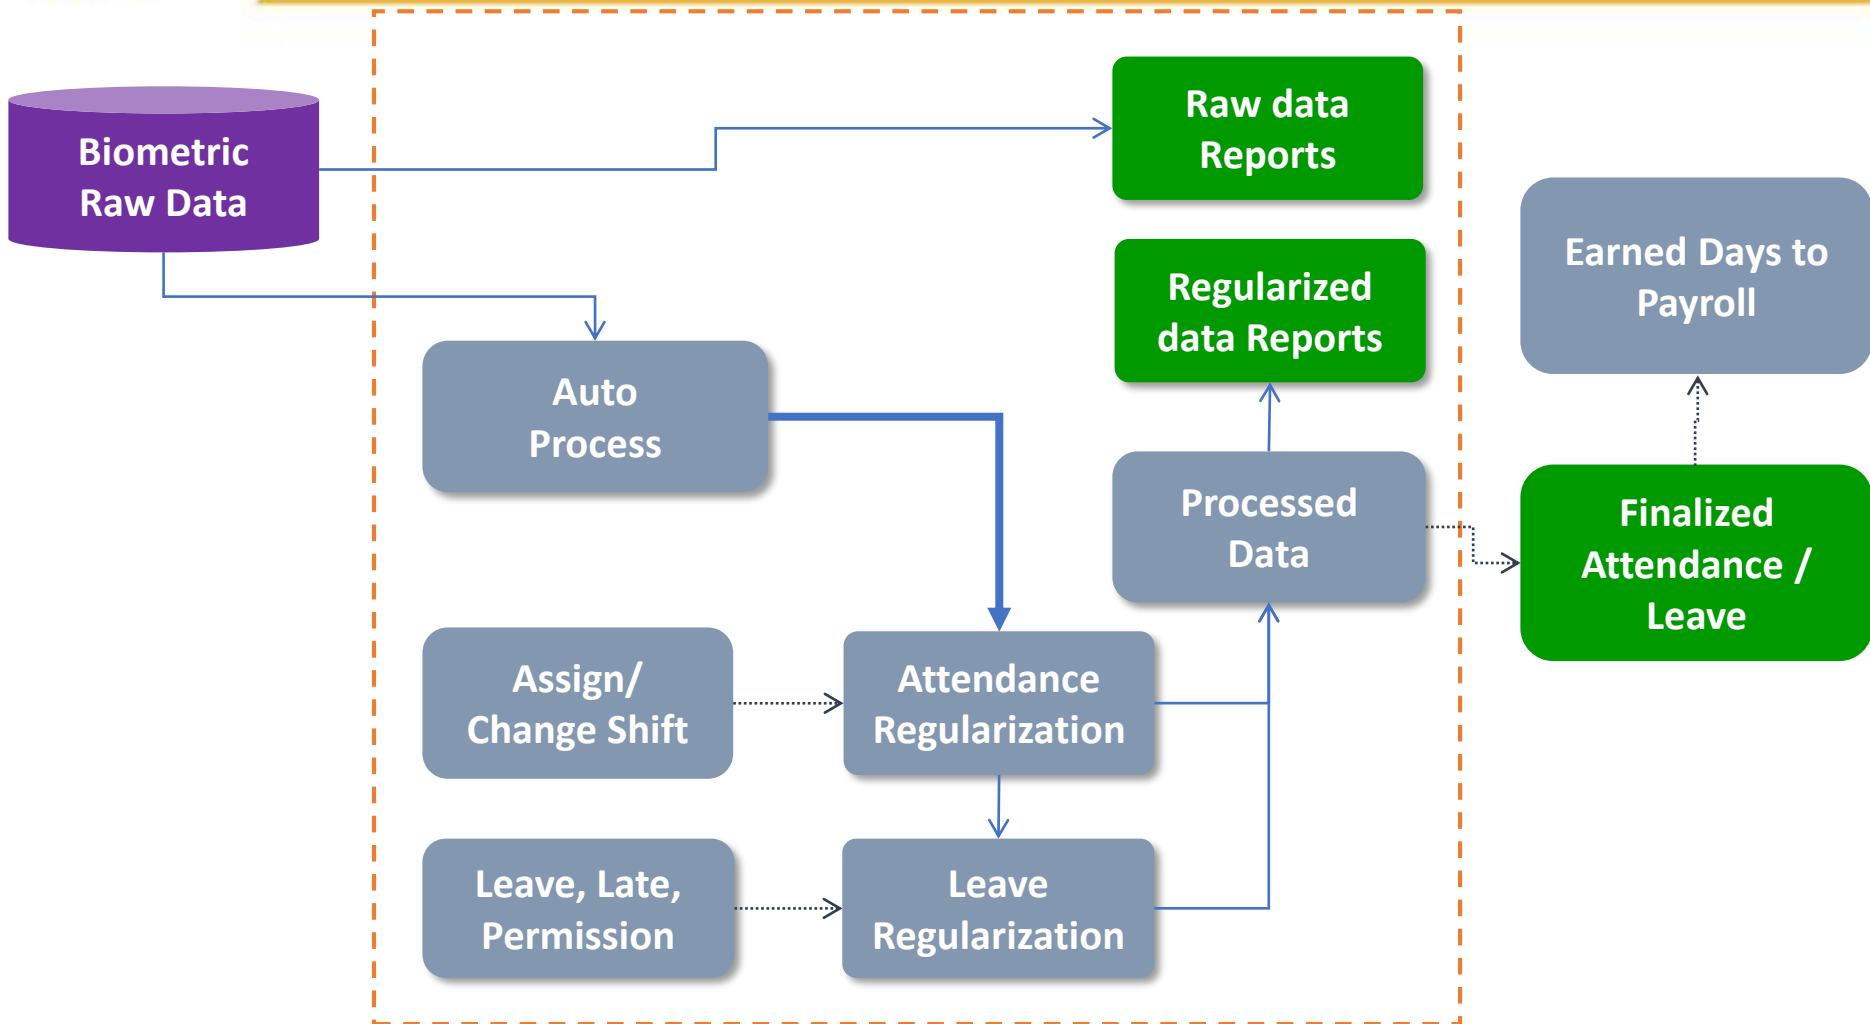 Biometric
Raw Data
Raw data
Reports
Regularized
data Reports
Earned Days to
Payroll
Auto
Process
Processed
Data
Finalized
Attendance /
Leave
Assign/
Change Shift
Attendance
Regularization
Leave, Late,
Permission
Leave
Regularization